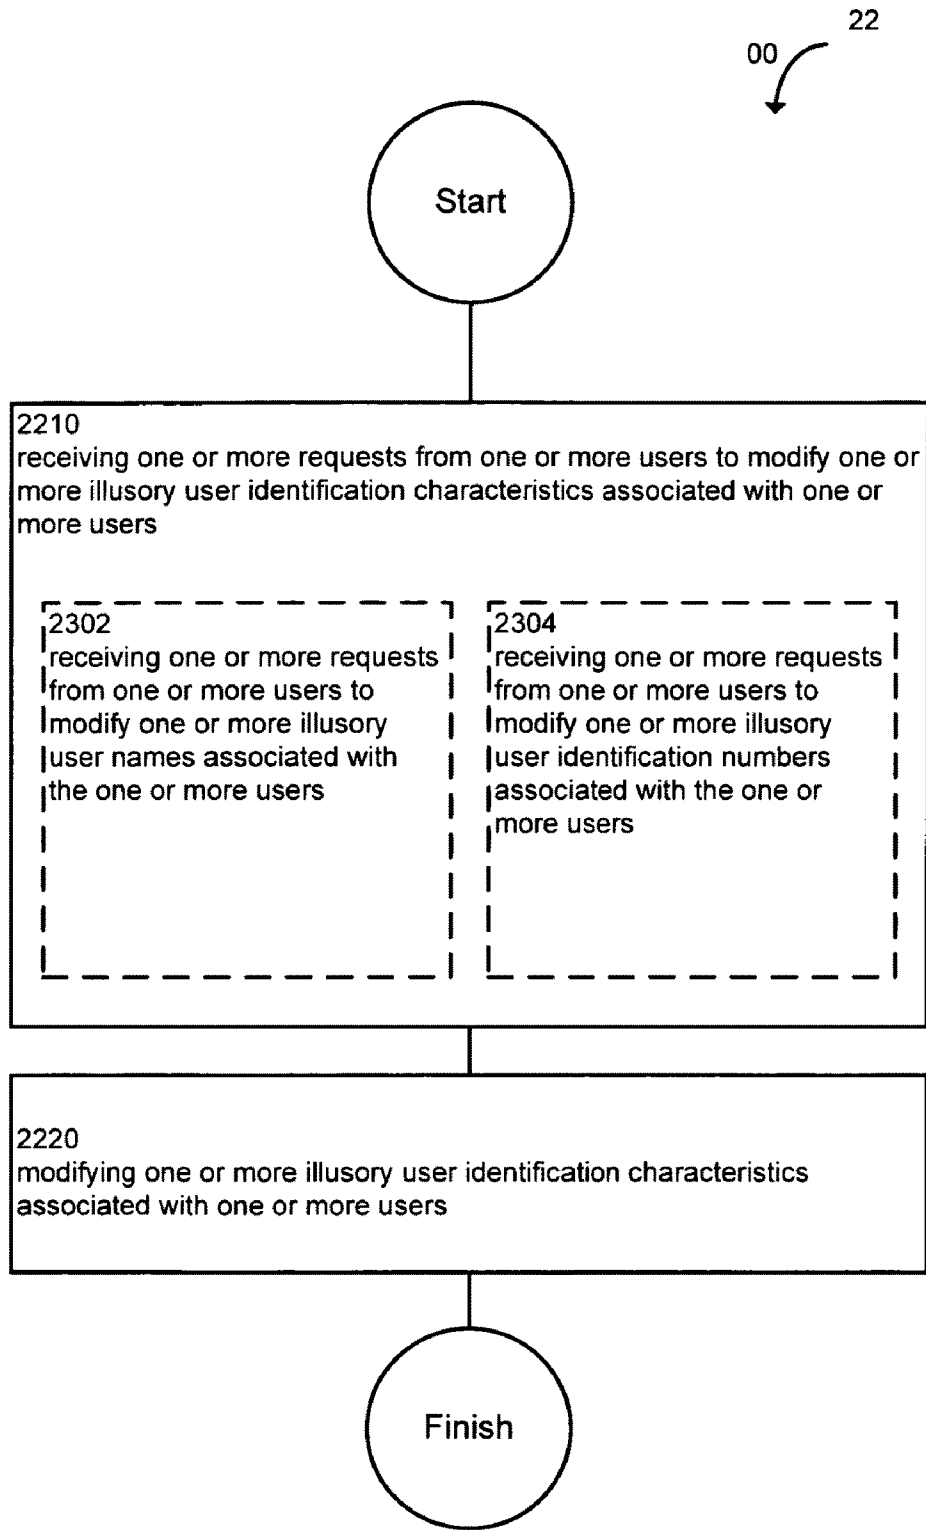 22
00
Start
2210
receiving one or more requests from one or more users to modify one or
more illusory user identification characteristics associated with one or
more users
2302
receiving one or more requests
from one or more users to
modify one or more illusory
user names associated with
the one or more users
2304
receiving one or more requests
from one or more users to
modify one or more illusory
user identification numbers
associated with the one or
more users
2220
modifying one or more illusory user identification characteristics
associated with one or more users
Finish